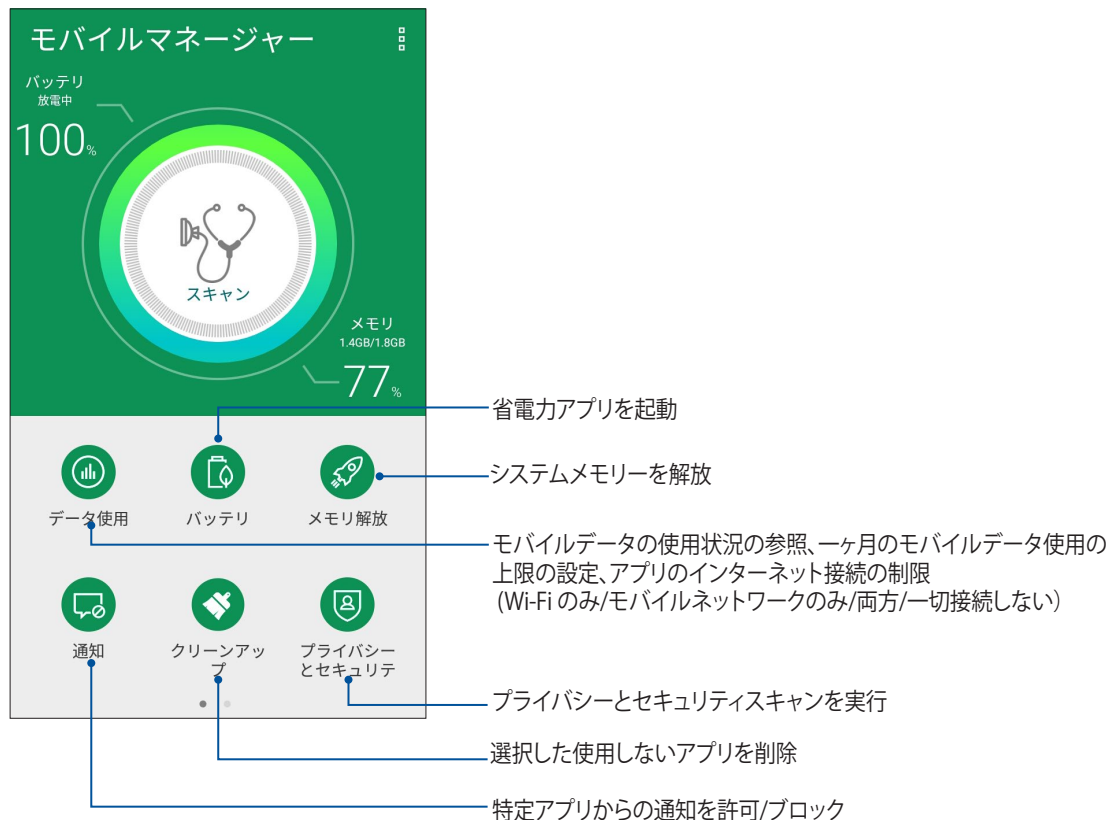 モバイルマネージャー
バッテリ
放電中
100%
スキャン
メモリ
1.4GB/1.8GB
77%
省電力アプリを起動
システムメモリーを解放
データ使用
バッテリ
メモリ解放
モバイルデータの使用状況の参照、一ヶ月のモバイルデータ使用の
上限の設定、アプリのインターネット接続の制限
(Wi-Fi のみ/モバイルネットワークのみ/両方/一切接続しない)
通知
クリーンアッ
プ
プライバシー
とセキュリテ
プライバシーとセキュリティスキャンを実行
選択した使用しないアプリを削除
特定アプリからの通知を許可/ブロック